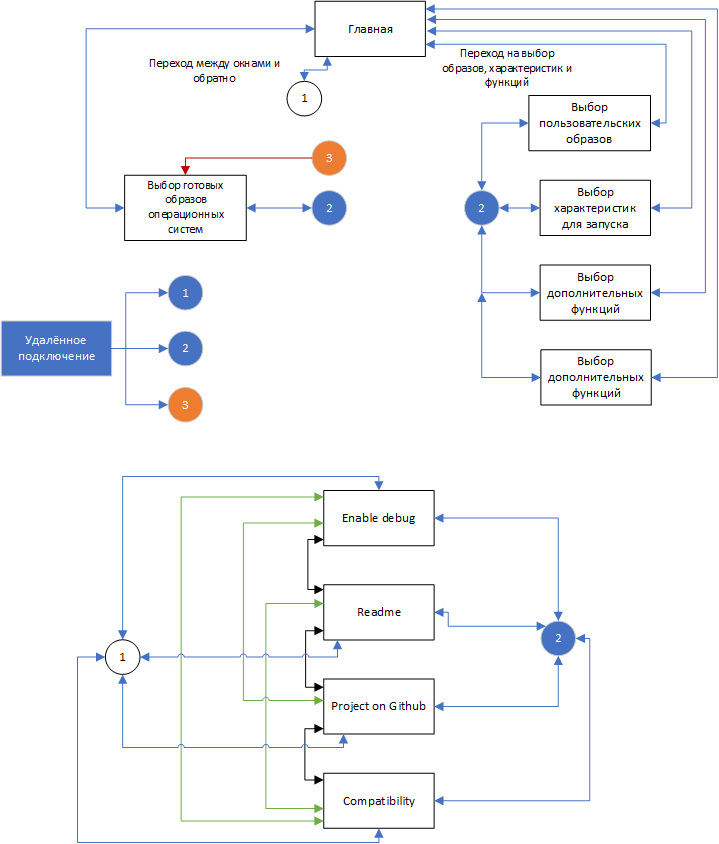 Главная
Переход между окнами и
обратно
Переход на выбор
образов, характеристик и
функций
1
Выбор
пользовательских
образов
3
Выбор готовых
образов
операционных
систем
2
2
Выбор
характеристик
для запуска
Выбор
дополнительных
функций
1
Удалённое
подключение
2
Выбор
дополнительных
функций
3
Enable debug
Readme
1
2
Project on Github
Compatibility